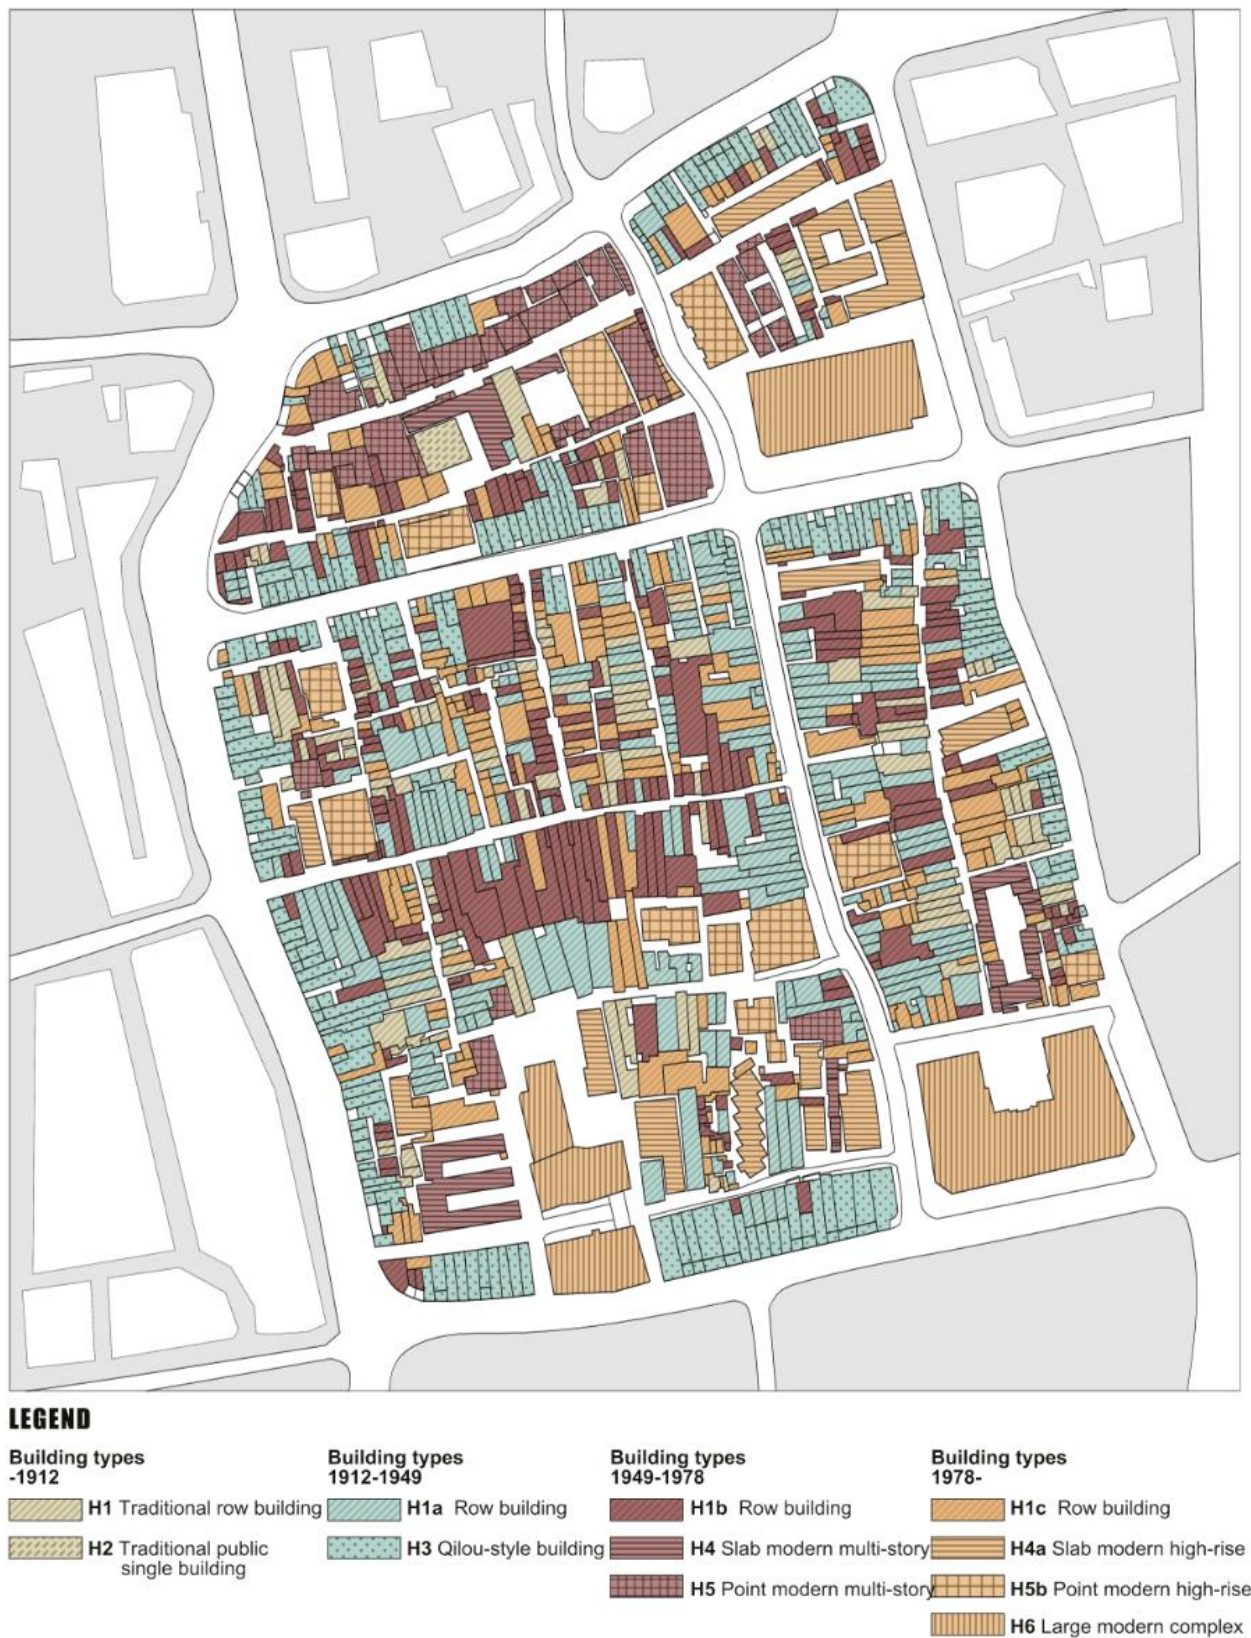 LEGEND
Building types
-1912
H1 Traditional row building
H2 Traditional public
single building
Building types
1912-1949
H1a Row building
H3 Qilou-style building
Building types
1949-1978
H1b Row building
H4 Slab modern multi-story
H5 Point modern multi-story
Building types
1978-
H1c Row building
H4a Slab modern high-rise
H5b Point modern high-rise
H6 Large modern complex